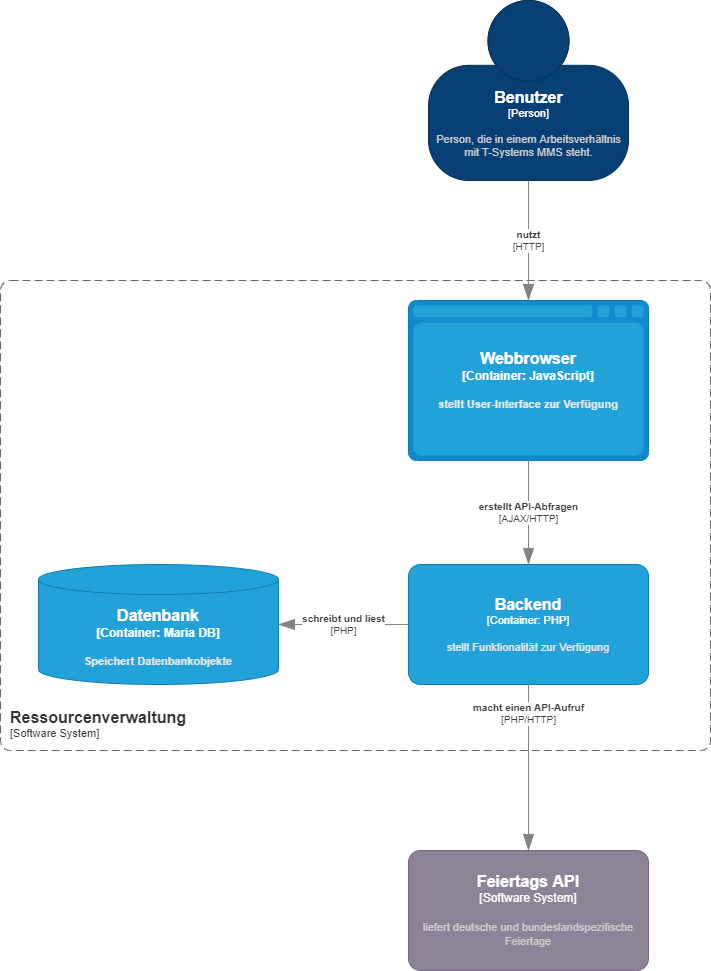 Benutzer
[Person]
Person, die in einem Arbeitsverhältnis
mit T-Systems MMS steht.
nutzt
[HTTP]
Webbrowser
[Container: JavaScript]
stellt User-Interface zur Verfügung
erstellt API-Abfragen
[AJAX/HTTP]
Datenbank
[Container: Maria DB]
Speichert Datenbankobjekte
schreibt und liest
[PHP]
Backend
[Container: PHP]
stellt Funktionalität zur Verfügung
macht einen API-Aufruf
[PHP/HTTP]
Ressourcenverwaltung
[Software System]
Feiertags API
[Software System]
liefert deutsche und bundeslandspezifische
Feiertage